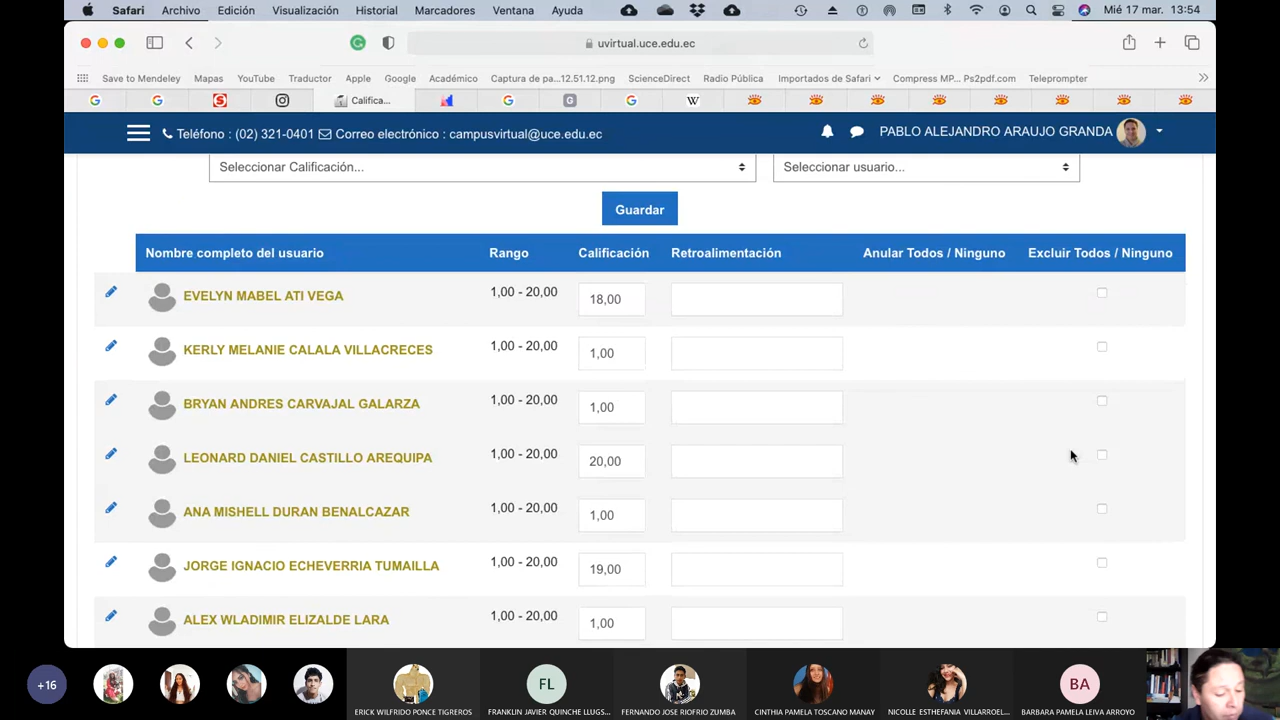 Safari Archivo Edición Visualización Historial Marcadores Ventana Ayuda Mié 17 mar. 13:54
uvirtual.uce.edu.ec
Save to Mendeley Mapas YouTube Traductor Apple Google Académico Captura de pa...12.51.12.png ScienceDirect Radio Pública Importados de Safari Compress MP... Ps2pdf.com Teleprompter
Califica...
Teléfono : (02) 321-0401 Correo electrónico : campusvirtual@uce.edu.ec PABLO ALEJANDRO ARAUJO GRANDA
Seleccionar Calificación... Seleccionar usuario...
Guardar
Nombre completo del usuario Rango Calificación Retroalimentación Anular Todos / Ninguno Excluir Todos / Ninguno
EVELYN MABEL ATI VEGA 1,00 - 20,00 18,00
KERLY MELANIE CALALA VILLACRECES 1,00 - 20,00 1,00
BRYAN ANDRES CARVAJAL GALARZA 1,00 - 20,00 1,00
LEONARD DANIEL CASTILLO AREQUIPA 1,00 - 20,00 20,00
ANA MISHELL DURAN BENALCAZAR 1,00 - 20,00 1,00
JORGE IGNACIO ECHEVERRIA TUMAILLA 1,00 - 20,00 19,00
ALEX WLADIMIR ELIZALDE LARA 1,00 - 20,00 1,00
+16 FL BA
ERICK WILFRIDO PONCE TIGREROS FRANKLIN JAVIER QUINCHE LLUGS... FERNANDO JOSE RIOFRIO ZUMBA CINTHIA PAMELA TOSCANO MANAY NICOLLE ESTHEFANIA VILLARROEL... BARBARA PAMELA LEIVA ARROYO